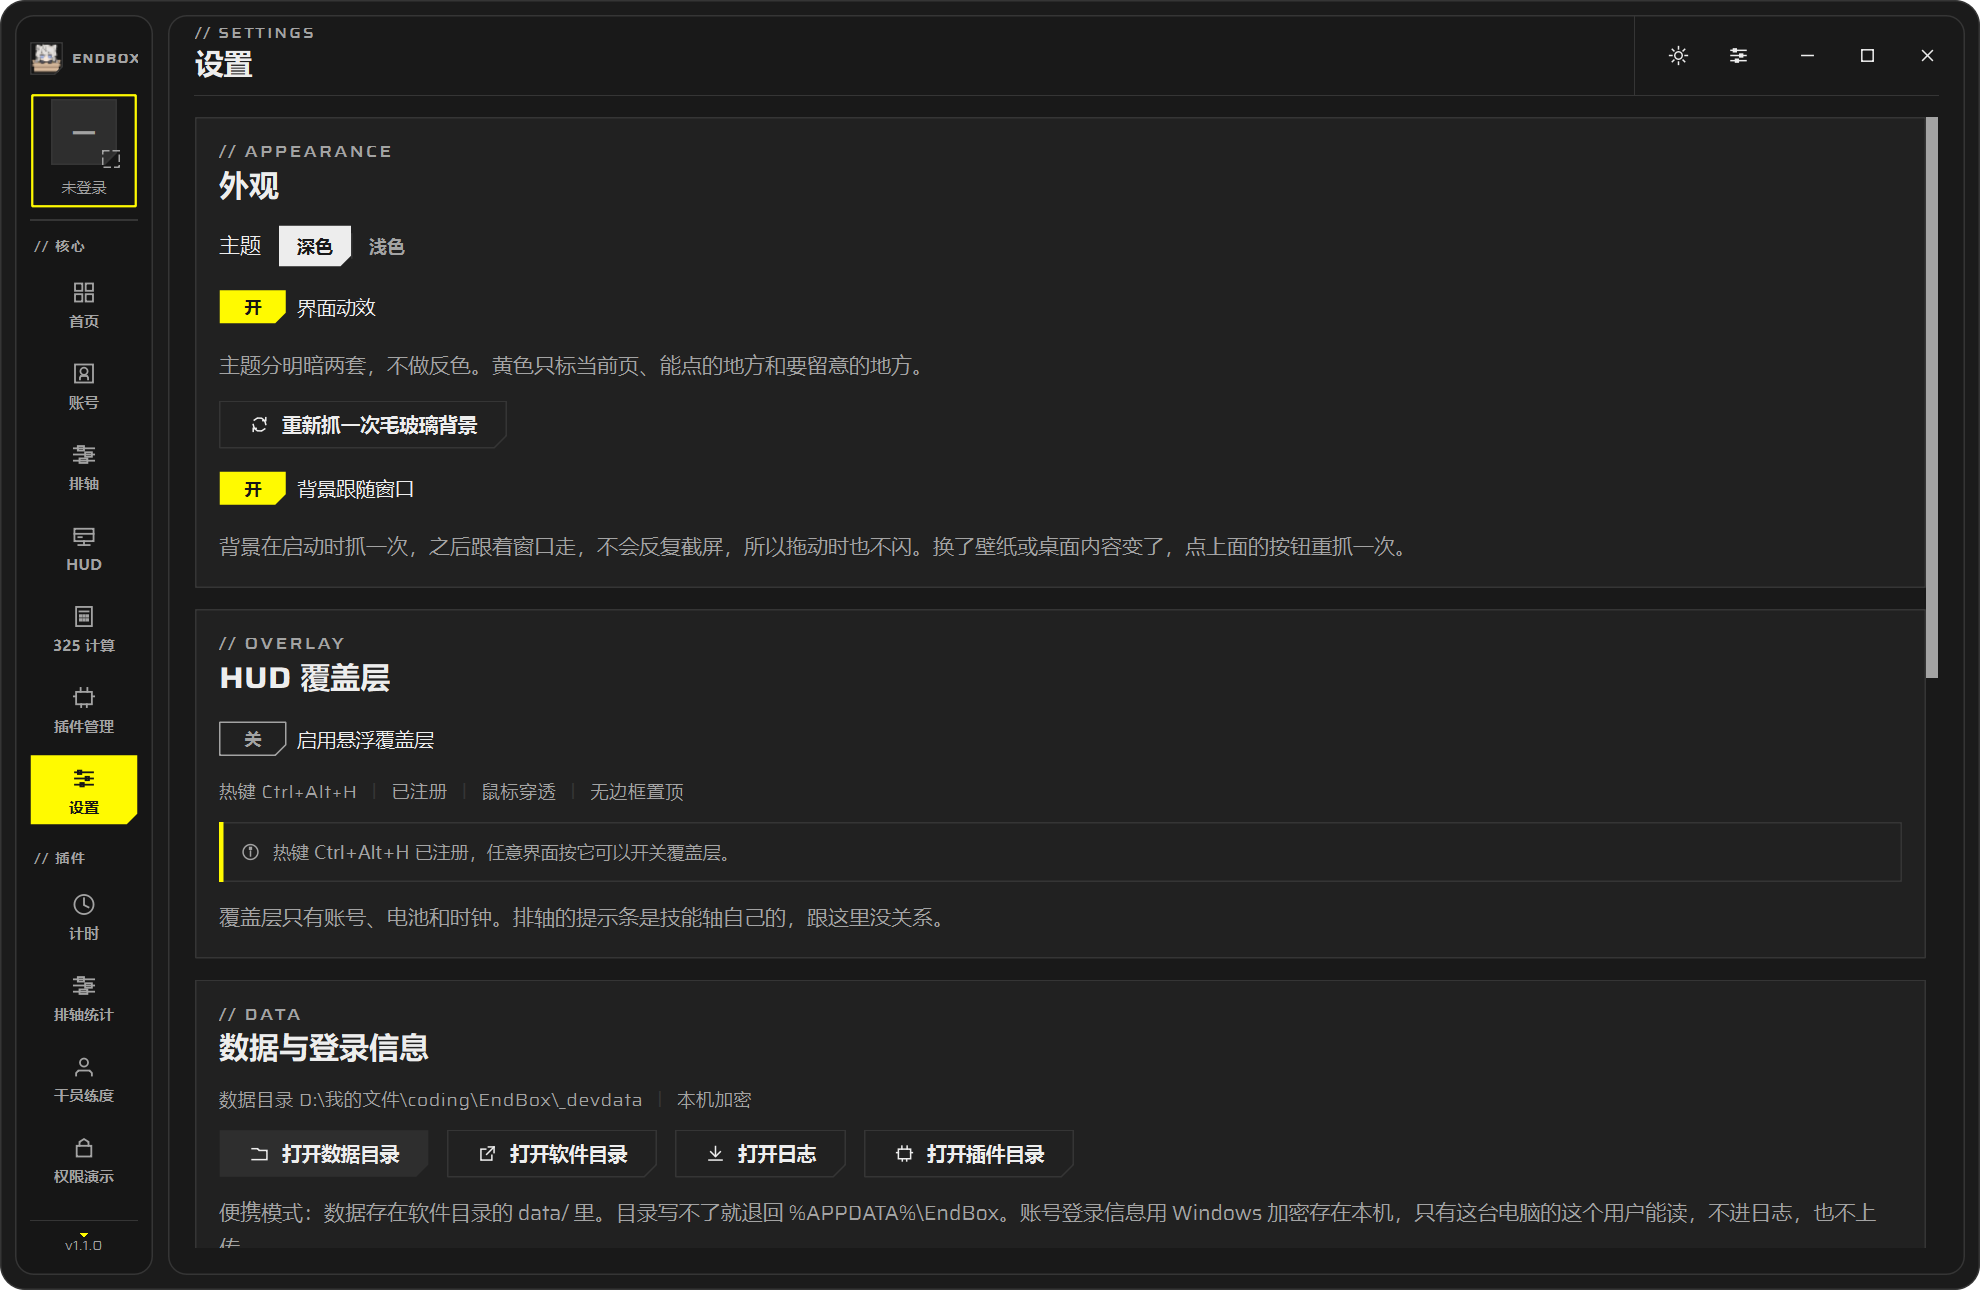 ENDBOX
未登录
// 核心
首页
账号
排轴
HUD
325 计算
插件管理
设置
// 插件
计时
排轴统计
干员练度
权限演示
v1.1.0
// SETTINGS
设置
// APPEARANCE
外观
主题 深色 浅色
开 界面动效
主题分明暗两套，不做反色。黄色只标当前页、能点的地方和要留意的地方。
重新抓一次毛玻璃背景
开 背景跟随窗口
背景在启动时抓一次，之后跟着窗口走，不会反复截屏，所以拖动时也不闪。换了壁纸或桌面内容变了，点上面的按钮重抓一次。
// OVERLAY
HUD 覆盖层
关 启用悬浮覆盖层
热键 Ctrl+Alt+H 已注册 鼠标穿透 无边框置顶
热键 Ctrl+Alt+H 已注册，任意界面按它可以开关覆盖层。
覆盖层只有账号、电池和时钟。排轴的提示条是技能轴自己的，跟这里没关系。
// DATA
数据与登录信息
数据目录 D:\我的文件\coding\EndBox\_devdata 本机加密
打开数据目录 打开软件目录 打开日志 打开插件目录
便携模式：数据存在软件目录的 data/ 里。目录写不了就退回 %APPDATA%\EndBox。账号登录信息用 Windows 加密存在本机，只有这台电脑的这个用户能读，不进日志，也不上
传